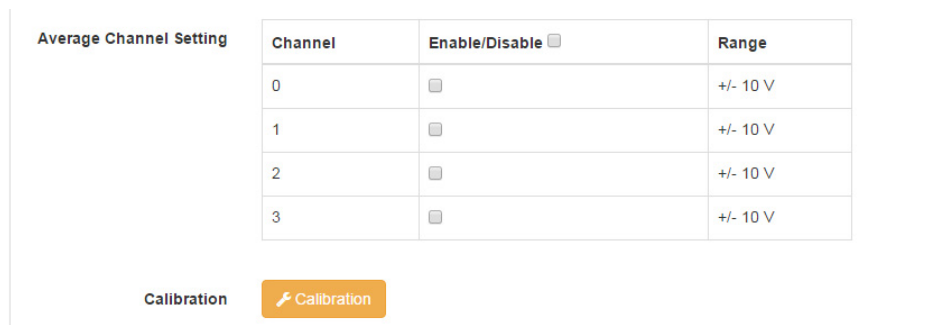 Average Channel Setting
Channel Enable/Disable Range
0 +/- 10 V
1 +/- 10 V
2 +/- 10 V
3 +/- 10 V
Calibration Calibration